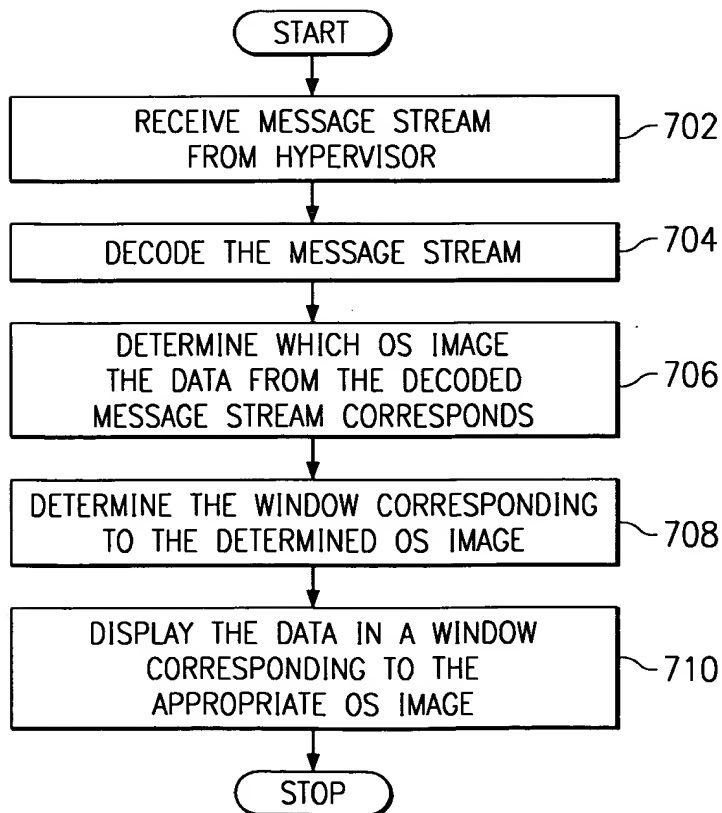 START
RECEIVE MESSAGE STREAM
FROM HYPERVISOR
702
DECODE THE MESSAGE STREAM
704
DETERMINE WHICH OS IMAGE
THE DATA FROM THE DECODED
MESSAGE STREAM CORRESPONDS
706
DETERMINE THE WINDOW CORRESPONDING
TO THE DETERMINED OS IMAGE
708
DISPLAY THE DATA IN A WINDOW
CORRESPONDING TO THE
APPROPRIATE OS IMAGE
710
STOP